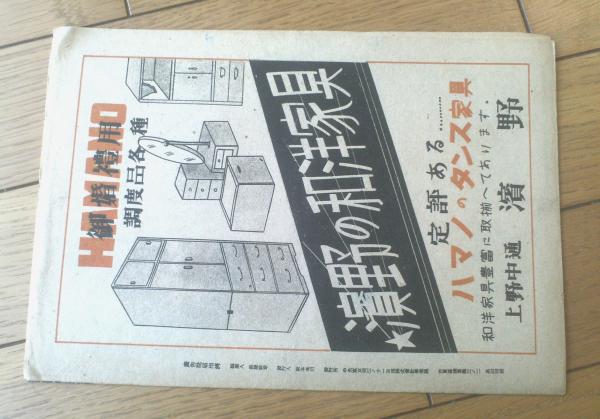 HAMANO
御婚禮用
調度品各種
濱野の和洋家具
定評ある………
ハマノのタンス家具
和洋家具豊富に取揃へてあります.
上野中通 濱野